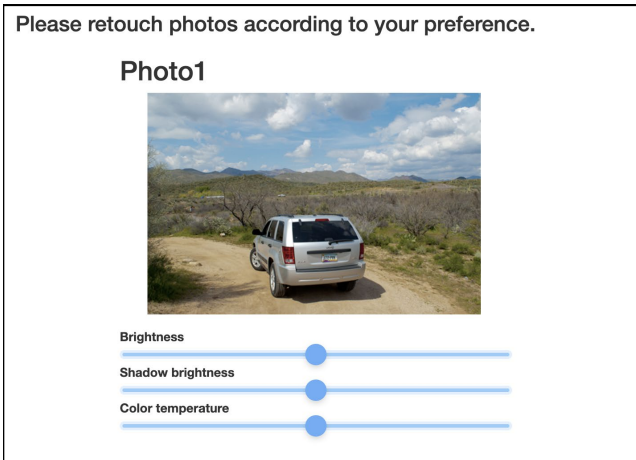 Please retouch photos according to your preference.
Photo1
Brightness
Shadow brightness
Color temperature